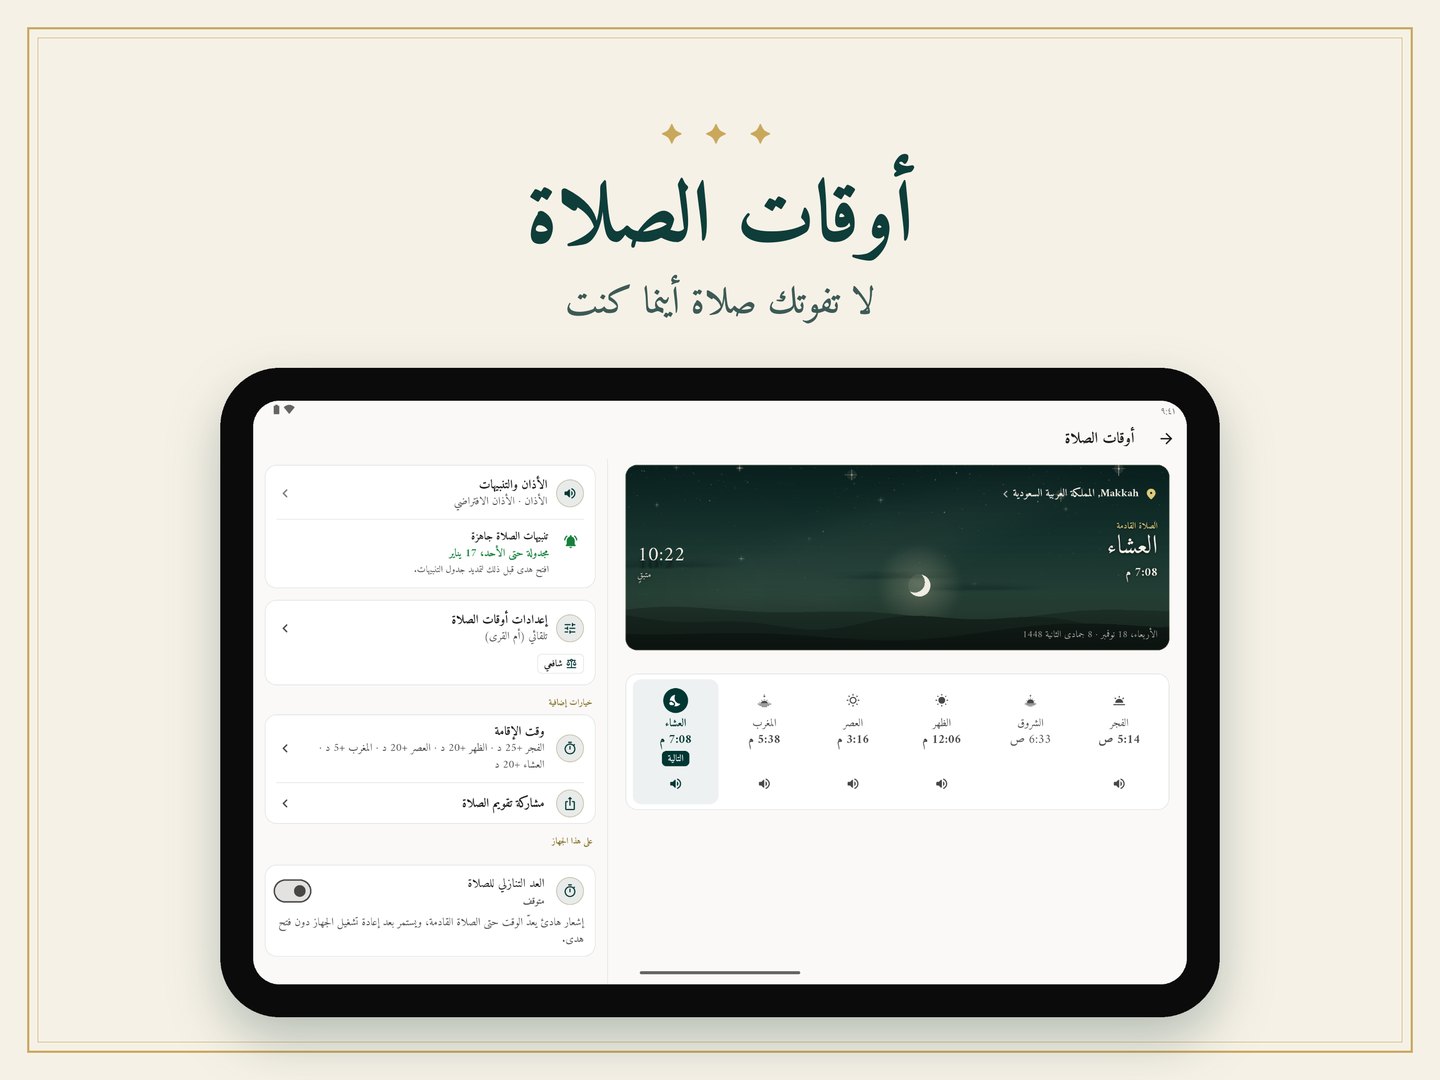 أوقات الصلاة
لا تفوتك صلاة أينما كنت
٩:٤١
أوقات الصلاة
Makkah, المملكة العربية السعودية
الصلاة القادمة
العشاء
7:08 م
10:22
متبقٍ
الأربعاء، 18 نوفمبر · 8 جمادى الثانية 1448
الفجر
5:14 ص
الشروق
6:33 ص
الظهر
12:06 م
العصر
3:16 م
المغرب
5:38 م
العشاء
7:08 م
التالية
الأذان والتنبيهات
الأذان · الأذان الافتراضي
تنبيهات الصلاة جاهزة
مجدولة حتى الأحد، 17 يناير
افتح هدى قبل ذلك لتمديد جدول التنبيهات.
إعدادات أوقات الصلاة
تلقائي (أم القرى)
شافعي
خيارات إضافية
وقت الإقامة
الفجر +25 د · الظهر +20 د · العصر +20 د · المغرب +5 د ·
العشاء +20 د
مشاركة تقويم الصلاة
على هذا الجهاز
العد التنازلي للصلاة
متوقف
إشعار هادئ يعدّ الوقت حتى الصلاة القادمة، ويستمر بعد إعادة تشغيل الجهاز دون فتح
هدى.